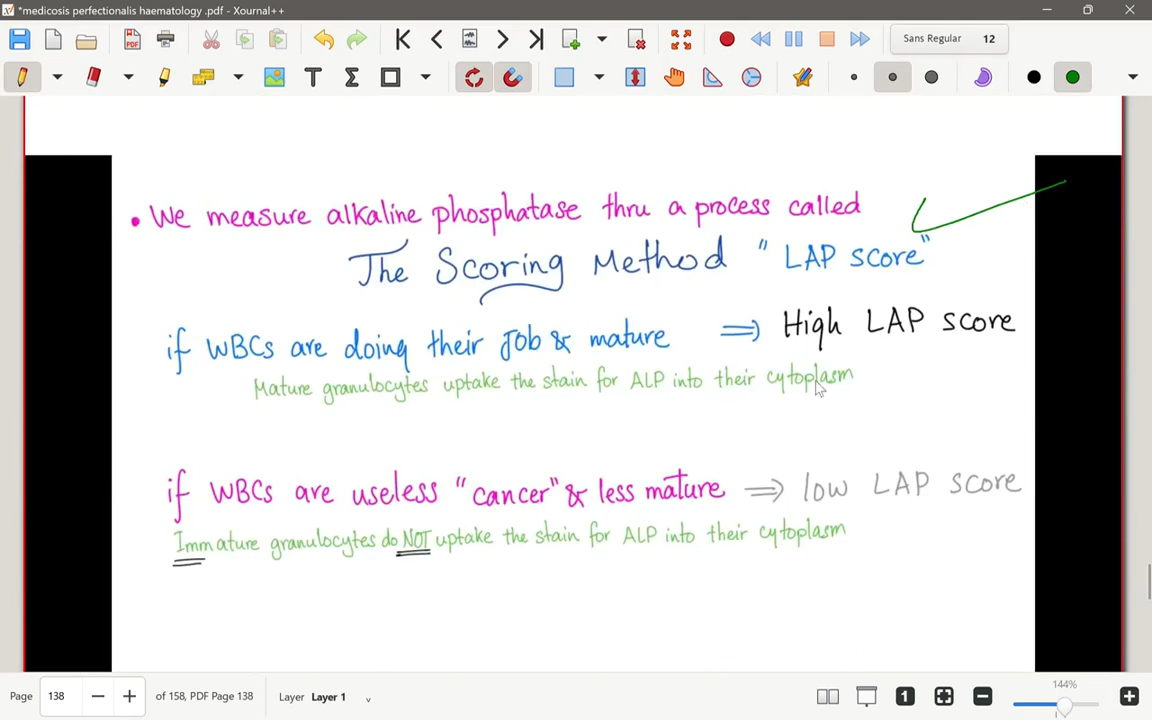 *medicosis perfectionalis haematology .pdf - Xournal++
Sans Regular 12
• We measure alkaline phosphatase thru a process called
The Scoring Method " LAP score"
if WBCs are doing their job & mature ⇒ High LAP score
Mature granulocytes uptake the stain for ALP into their cytoplasm
if WBCs are useless "cancer" & less mature ⇒ low LAP score
Immature granulocytes do NOT uptake the stain for ALP into their cytoplasm
Page 138 of 158, PDF Page 138 Layer Layer 1 144%